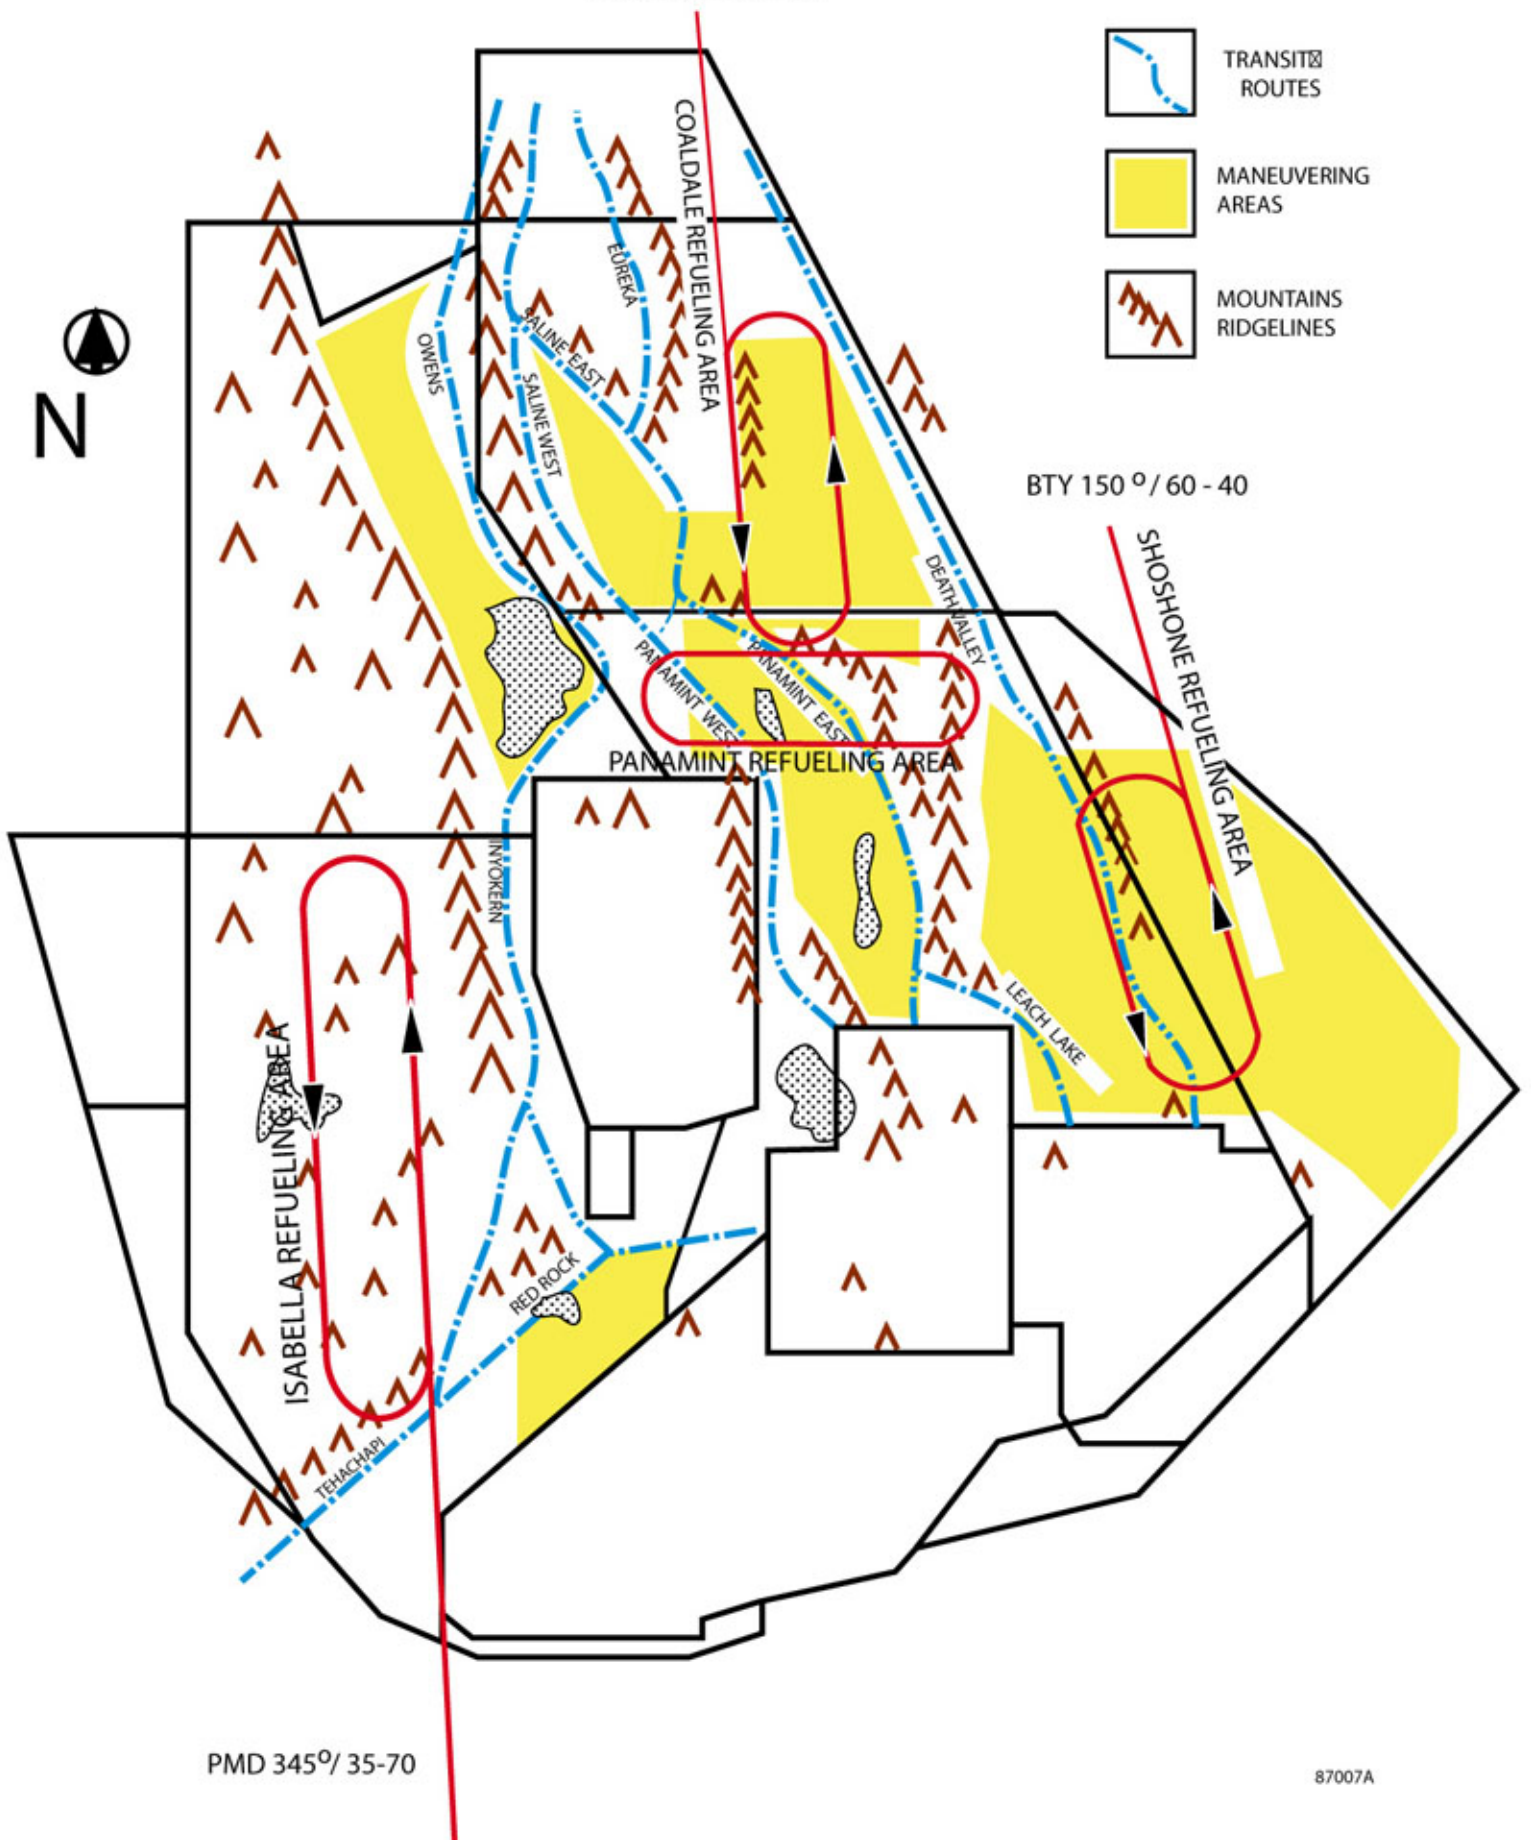 TRANSIT
ROUTES
MANEUVERING
AREAS
MOUNTAINS
RIDGELINES
N
COALDALE REFUELING AREA
EUREKA
SALINE EAST
OWENS
SALINE WEST
BTY 150 º / 60 - 40
SHOSHONE REFUELING AREA
DEATH VALLEY
PANAMINT WEST
PANAMINT EAST
PANAMINT REFUELING AREA
INYOKERN
LEACH LAKE
ISABELLA REFUELING AREA
RED ROCK
TEHACHAPI
PMD 345º/ 35-70
87007A